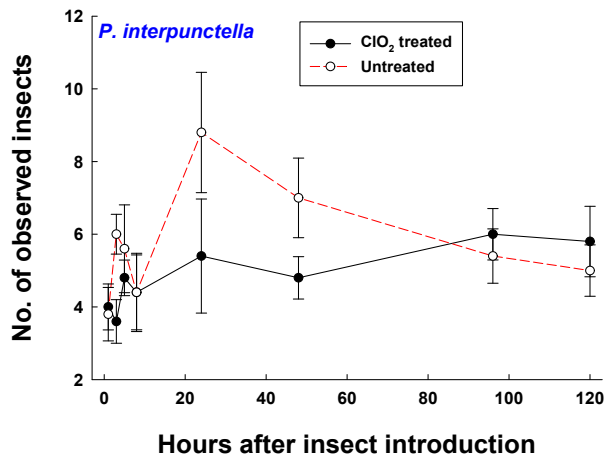 P. interpunctella
ClO₂ treated
Untreated
No. of observed insects
12
10
8
6
4
2
0 20 40 60 80 100 120
Hours after insect introduction